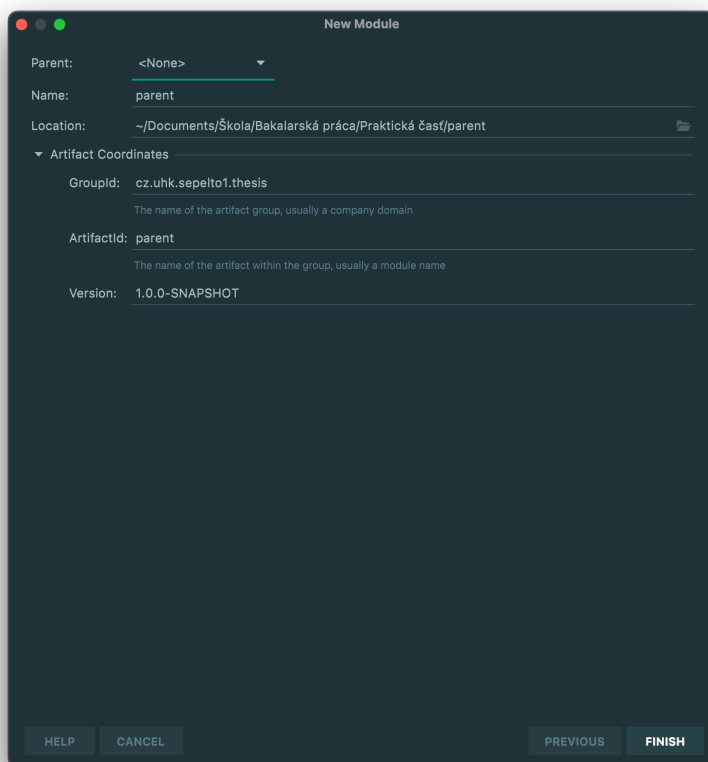 New Module
Parent: <None>
Name: parent
Location: ~/Documents/Škola/Bakalarská práca/Praktická časť/parent
Artifact Coordinates
GroupId: cz.uhk.sepelto1.thesis
The name of the artifact group, usually a company domain
ArtifactId: parent
The name of the artifact within the group, usually a module name
Version: 1.0.0-SNAPSHOT
HELP CANCEL PREVIOUS FINISH